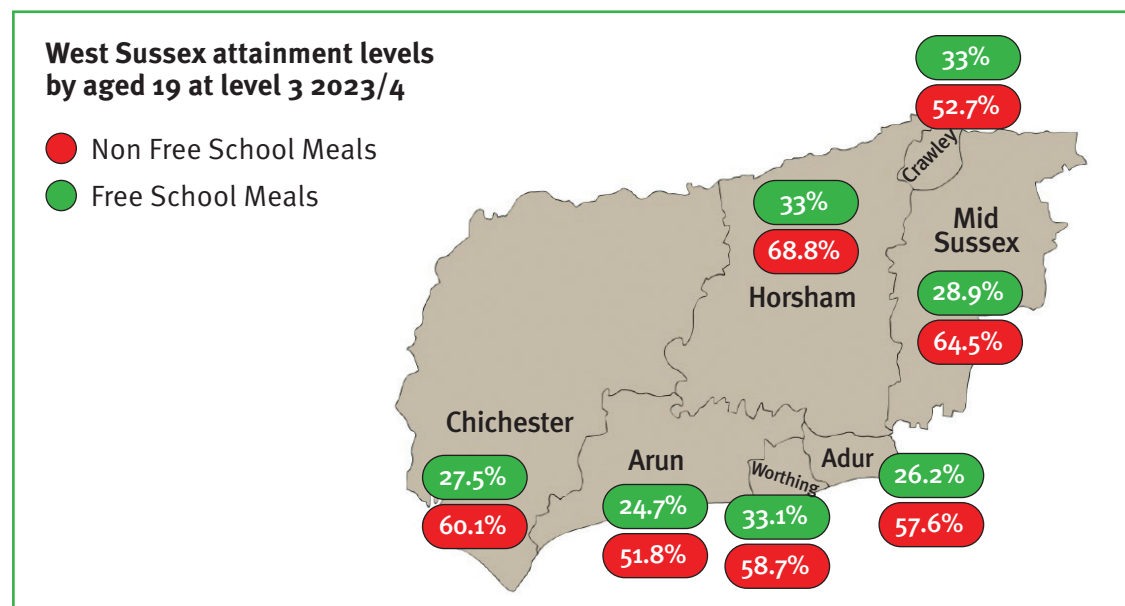 West Sussex attainment levels
by aged 19 at level 3 2023/4
Non Free School Meals
Free School Meals
33%
52.7%
Crawley
33%
68.8%
Horsham
Mid
Sussex
28.9%
64.5%
Chichester
27.5%
60.1%
Arun
24.7%
51.8%
Worthing
33.1%
58.7%
Adur
26.2%
57.6%